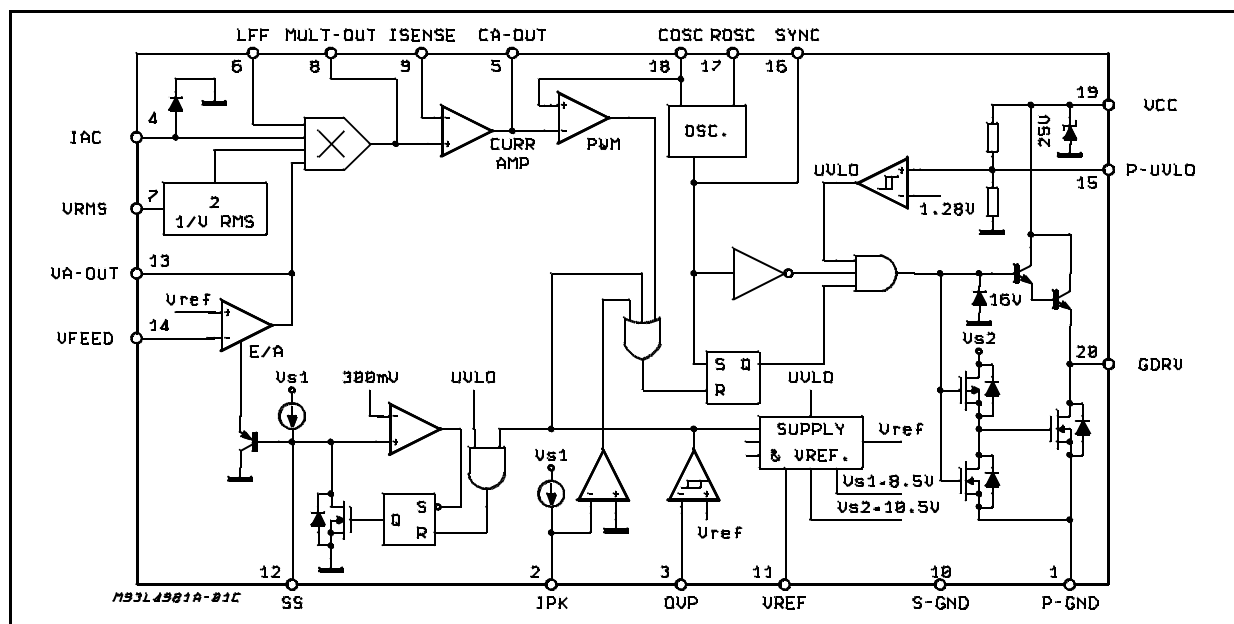 LFF MULT-OUT ISENSE CA-OUT COSC ROSC SYNC
6 8 9 5 18 17 16
4
IAC
19
VCC
25V
OSC.
CURR
AMP
PWM
UVLO
15
P-UVLO
1.28V
7
VRMS
2
1/V RMS
13
VA-OUT
Vref
14
VFEED
E/A
16V
Vs2
20
GDRV
S Q
R
Vs1
300mV
UVLO
UVLO
SUPPLY
& VREF.
Vref
Vs1
Vs1=8.5V
Vs2=10.5V
Q S
R
Vref
12 2 3 11 10 1
M93L4981A-01C
SS IPK OVP VREF S-GND P-GND